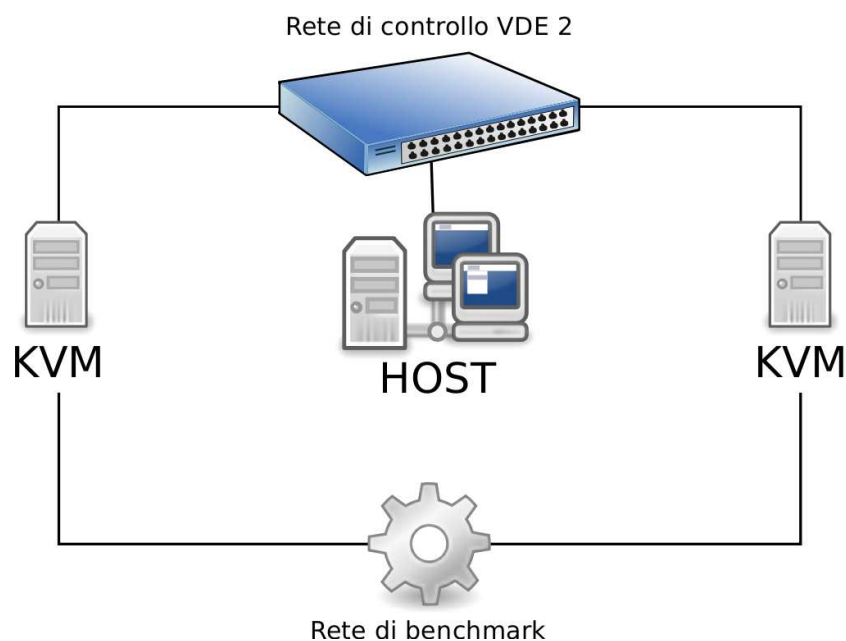 Rete di controllo VDE 2
KVM
HOST
KVM
Rete di benchmark